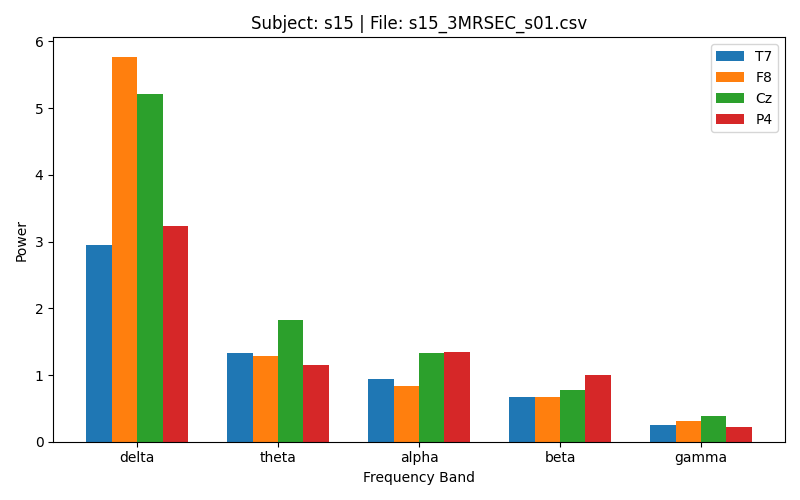 Subject: s15 | File: s15_3MRSEC_s01.csv
T7
F8
Cz
P4
Power
6
5
4
3
2
1
0
delta theta alpha beta gamma
Frequency Band